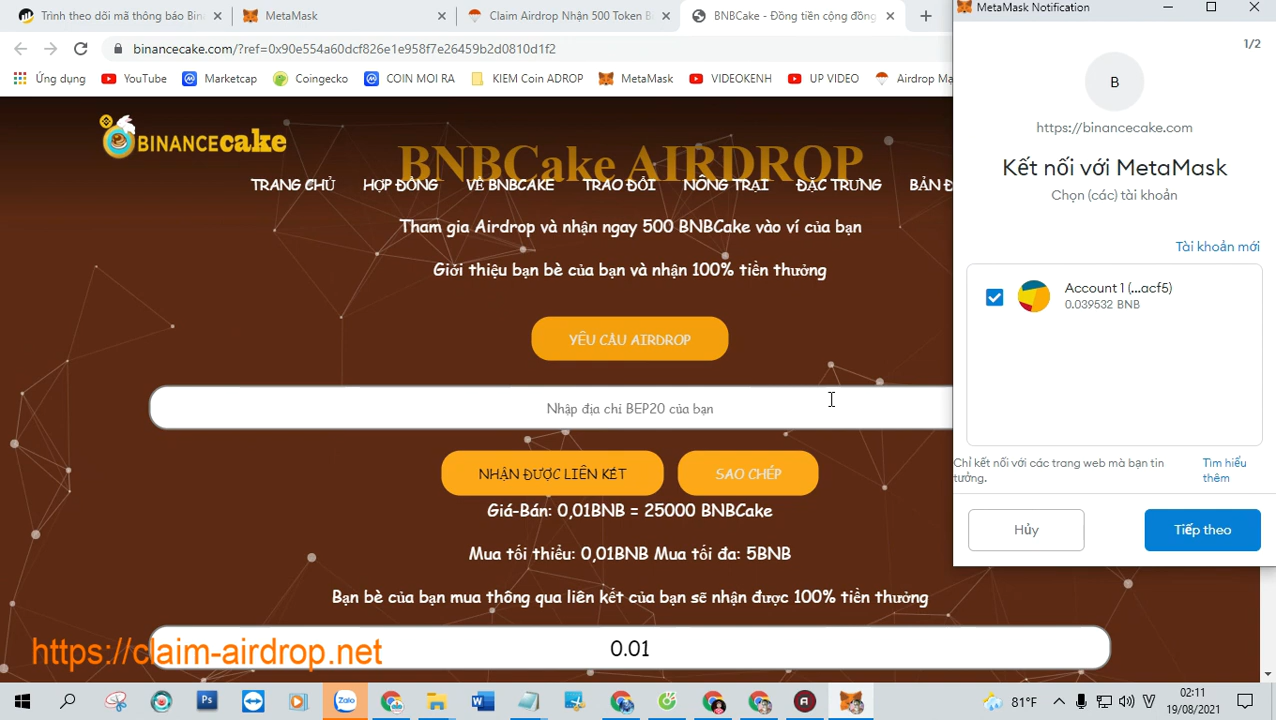 Trình theo dõi mã thông báo Bin
MetaMask
Claim Airdrop Nhận 500 Token B
BNBCake - Đồng tiền cộng đồng
MetaMask Notification
binancecake.com/?ref=0x90e554a60dcf826e1e958f7e26459b2d0810d1f2
Ứng dụng
YouTube
Marketcap
Coingecko
COIN MOI RA
KIEM Coin ADROP
MetaMask
VIDEOKENH
UP VIDEO
Airdrop Ma
BINANCEcake
BNBCake AIRDROP
TRANG CHỦ
HỢP ĐỒNG
VỀ BNBCAKE
TRAO ĐỔI
NÔNG TRẠI
ĐẶC TRƯNG
BẢN Đ
Tham gia Airdrop và nhận ngay 500 BNBCake vào ví của bạn
Giới thiệu bạn bè của bạn và nhận 100% tiền thưởng
YÊU CẦU AIRDROP
Nhập địa chỉ BEP20 của bạn
NHẬN ĐƯỢC LIÊN KẾT
SAO CHÉP
Giá-Bán: 0,01BNB = 25000 BNBCake
Mua tối thiểu: 0,01BNB Mua tối đa: 5BNB
Bạn bè của bạn mua thông qua liên kết của bạn sẽ nhận được 100% tiền thưởng
0.01
https://claim-airdrop.net
1/2
B
https://binancecake.com
Kết nối với MetaMask
Chọn (các) tài khoản
Tài khoản mới
Account 1 (...acf5)
0.039532 BNB
Chỉ kết nối với các trang web mà bạn tin
tưởng.
Tìm hiểu
thêm
Hủy
Tiếp theo
Ps
Zalo
W
A
81°F
V
02:11
19/08/2021